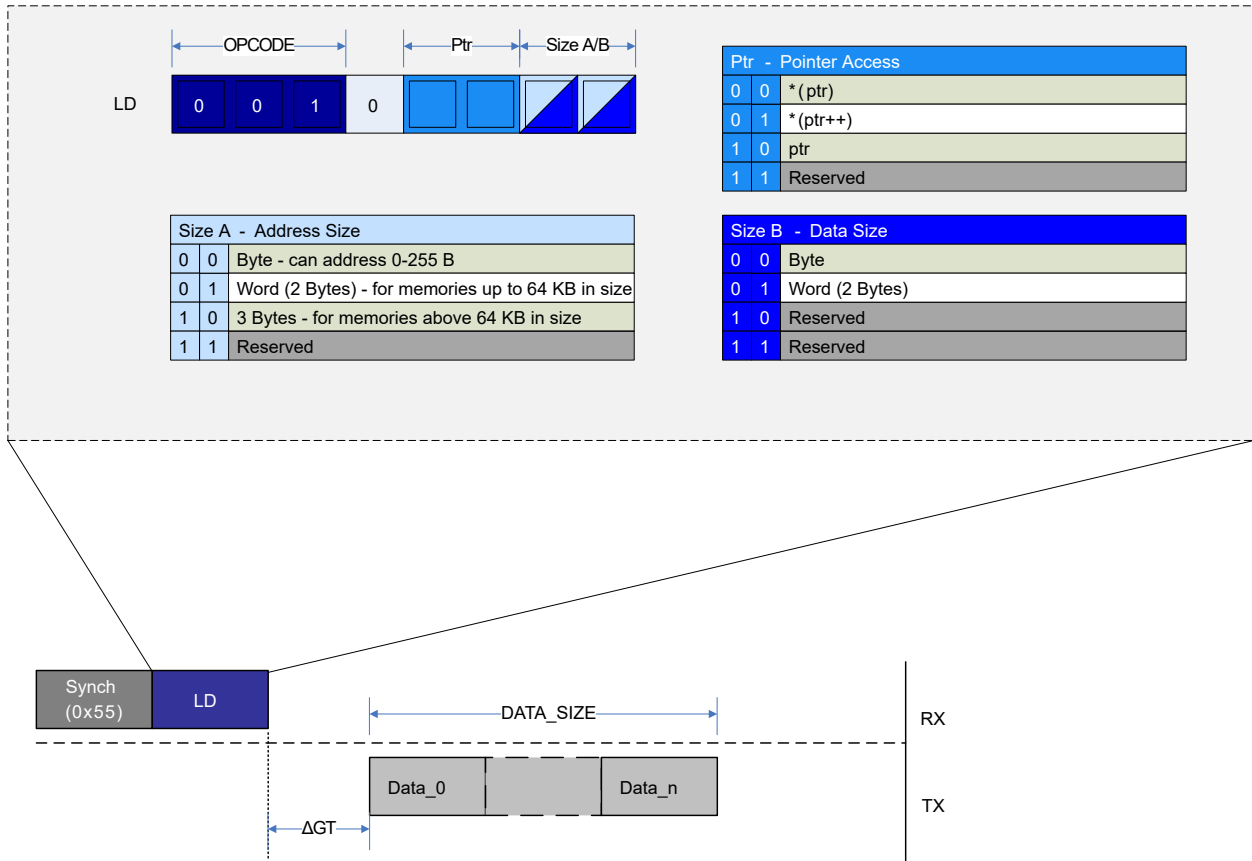 OPCODE Ptr Size A/B
LD 0 0 1 0
Ptr - Pointer Access
0 0 *(ptr)
0 1 *(ptr++)
1 0 ptr
1 1 Reserved
Size A - Address Size
0 0 Byte - can address 0-255 B
0 1 Word (2 Bytes) - for memories up to 64 KB in size
1 0 3 Bytes - for memories above 64 KB in size
1 1 Reserved
Size B - Data Size
0 0 Byte
0 1 Word (2 Bytes)
1 0 Reserved
1 1 Reserved
Synch
(0x55)
LD
DATA_SIZE
RX
Data_0 Data_n
TX
ΔGT